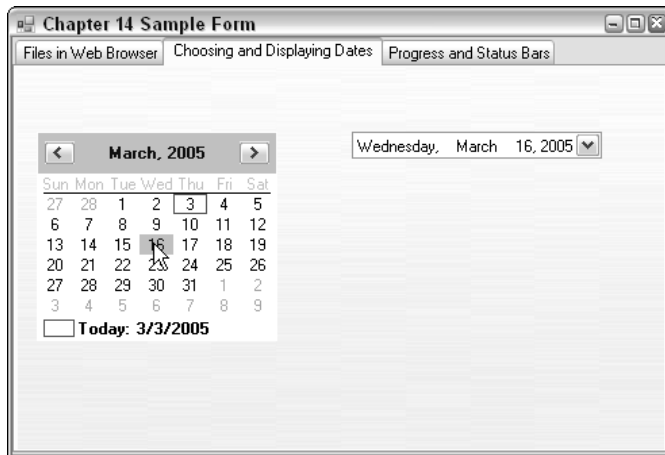 Chapter 14 Sample Form
Files in Web Browser Choosing and Displaying Dates Progress and Status Bars
March, 2005
Wednesday, March 16, 2005
Sun Mon Tue Wed Thu Fri Sat
27 28 1 2 3 4 5
6 7 8 9 10 11 12
13 14 15 16 17 18 19
20 21 22 23 24 25 26
27 28 29 30 31 1 2
3 4 5 6 7 8 9
Today: 3/3/2005